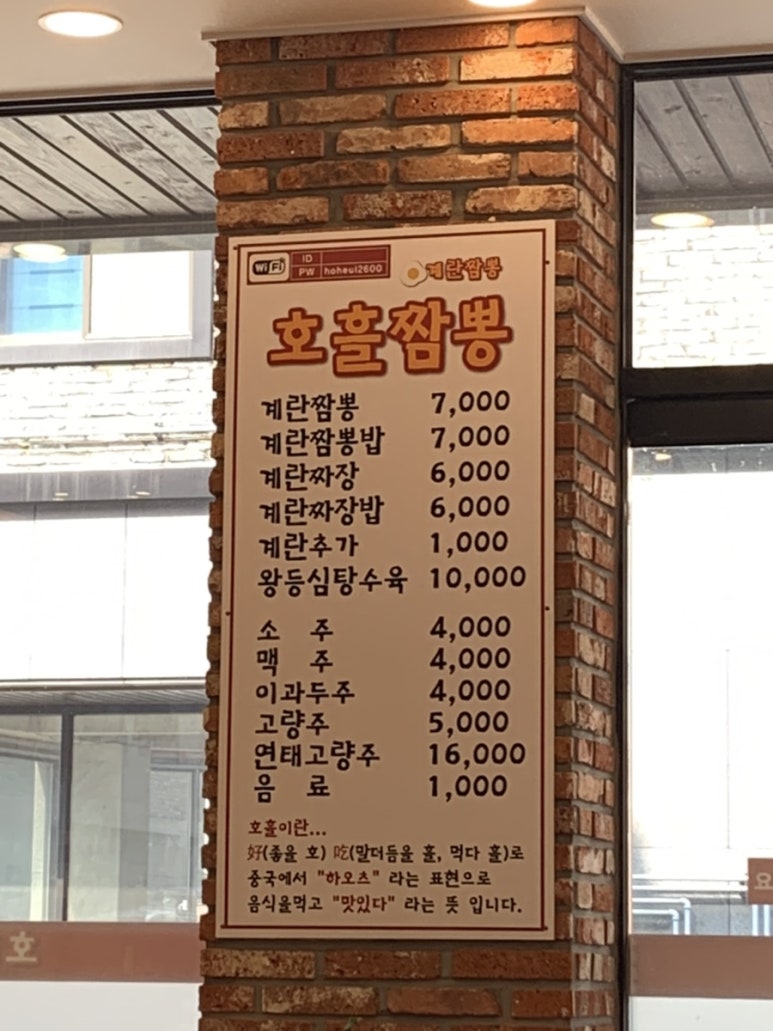 WiFi
ID
PW hoheul2600
계란짬뽕
호흘짬뽕
계란짬뽕 7,000
계란짬뽕밥 7,000
계란짜장 6,000
계란짜장밥 6,000
계란추가 1,000
왕등심탕수육 10,000
소 주 4,000
맥 주 4,000
이과두주 4,000
고량주 5,000
연태고량주 16,000
음 료 1,000
호흘이란...
好(좋을 호) 吃(말더듬을 흘, 먹다 흘)로
중국에서 "하오츠" 라는 표현으로
음식을먹고 "맛있다" 라는 뜻 입니다.
호
요